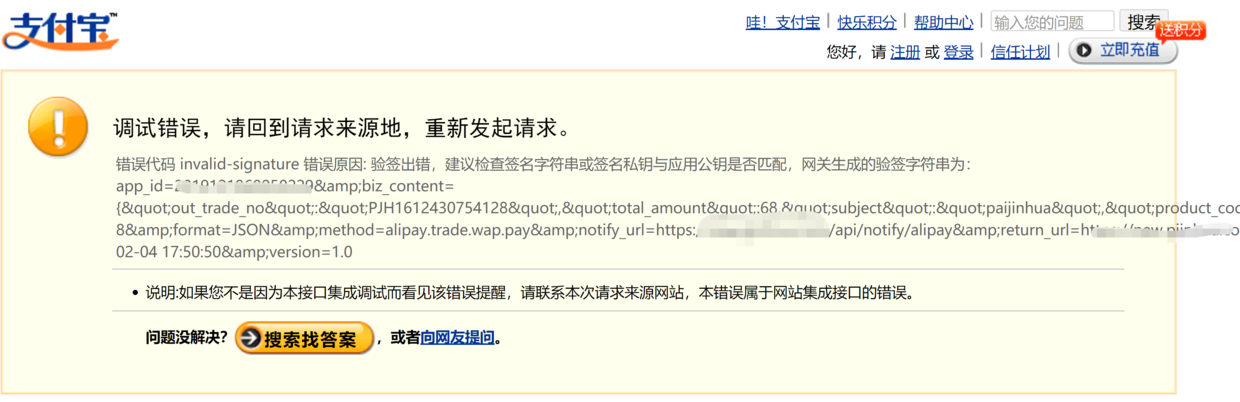 支付宝™
哇！支付宝 | 快乐积分 | 帮助中心 | 输入您的问题 搜索
送积分
您好，请 注册 或 登录 | 信任计划 | 立即充值
调试错误，请回到请求来源地，重新发起请求。
错误代码 invalid-signature 错误原因: 验签出错，建议检查签名字符串或签名私钥与应用公钥是否匹配，网关生成的验签字符串为：
app_id=&amp;biz_content=
{&quot;out_trade_no&quot;:&quot;PJH1612430754128&quot;,&quot;total_amount&quot;:68,&quot;subject&quot;:&quot;paijinhua&quot;,&quot;product_cod
8&amp;format=JSON&amp;method=alipay.trade.wap.pay&amp;notify_url=https:/api/notify/alipay&amp;return_url=
02-04 17:50:50&amp;version=1.0
• 说明:如果您不是因为本接口集成调试而看见该错误提醒，请联系本次请求来源网站，本错误属于网站集成接口的错误。
问题没解决？ 搜索找答案 ，或者向网友提问。